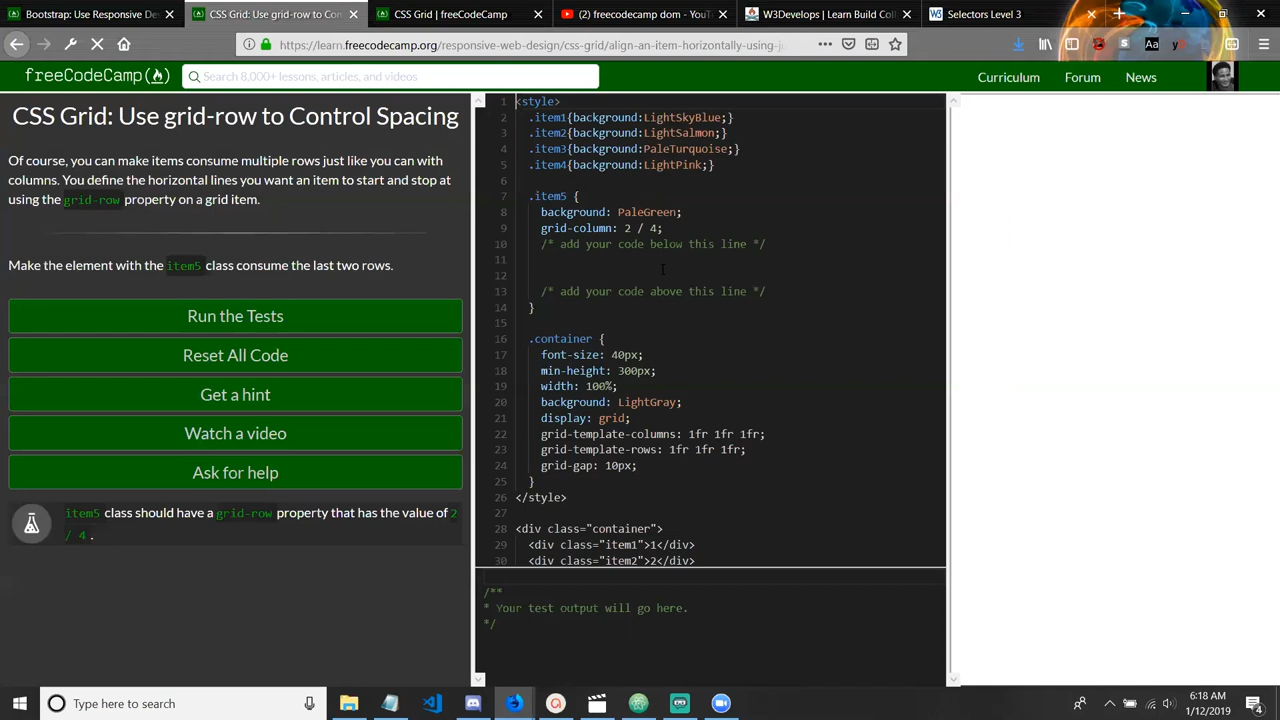 Bootstrap: Use Responsive De
CSS Grid: Use grid-row to Con
CSS Grid | freeCodeCamp
(2) freecodecamp dom - YouT
W3Develops | Learn Build Coll
Selectors Level 3
https://learn.freecodecamp.org/responsive-web-design/css-grid/align-an-item-horizontally-using-j
freeCodeCamp
Search 8,000+ lessons, articles, and videos
Curriculum
Forum
News
CSS Grid: Use grid-row to Control Spacing
Of course, you can make items consume multiple rows just like you can with
columns. You define the horizontal lines you want an item to start and stop at
using the grid-row property on a grid item.
Make the element with the item5 class consume the last two rows.
Run the Tests
Reset All Code
Get a hint
Watch a video
Ask for help
item5 class should have a grid-row property that has the value of 2
/ 4 .
1 <style>
2 .item1{background:LightSkyBlue;}
3 .item2{background:LightSalmon;}
4 .item3{background:PaleTurquoise;}
5 .item4{background:LightPink;}
6
7 .item5 {
8 background: PaleGreen;
9 grid-column: 2 / 4;
10 /* add your code below this line */
11
12
13 /* add your code above this line */
14 }
15
16 .container {
17 font-size: 40px;
18 min-height: 300px;
19 width: 100%;
20 background: LightGray;
21 display: grid;
22 grid-template-columns: 1fr 1fr 1fr;
23 grid-template-rows: 1fr 1fr 1fr;
24 grid-gap: 10px;
25 }
26 </style>
27
28 <div class="container">
29 <div class="item1">1</div>
30 <div class="item2">2</div>
/**
* Your test output will go here.
*/
Type here to search
6:18 AM
1/12/2019
4